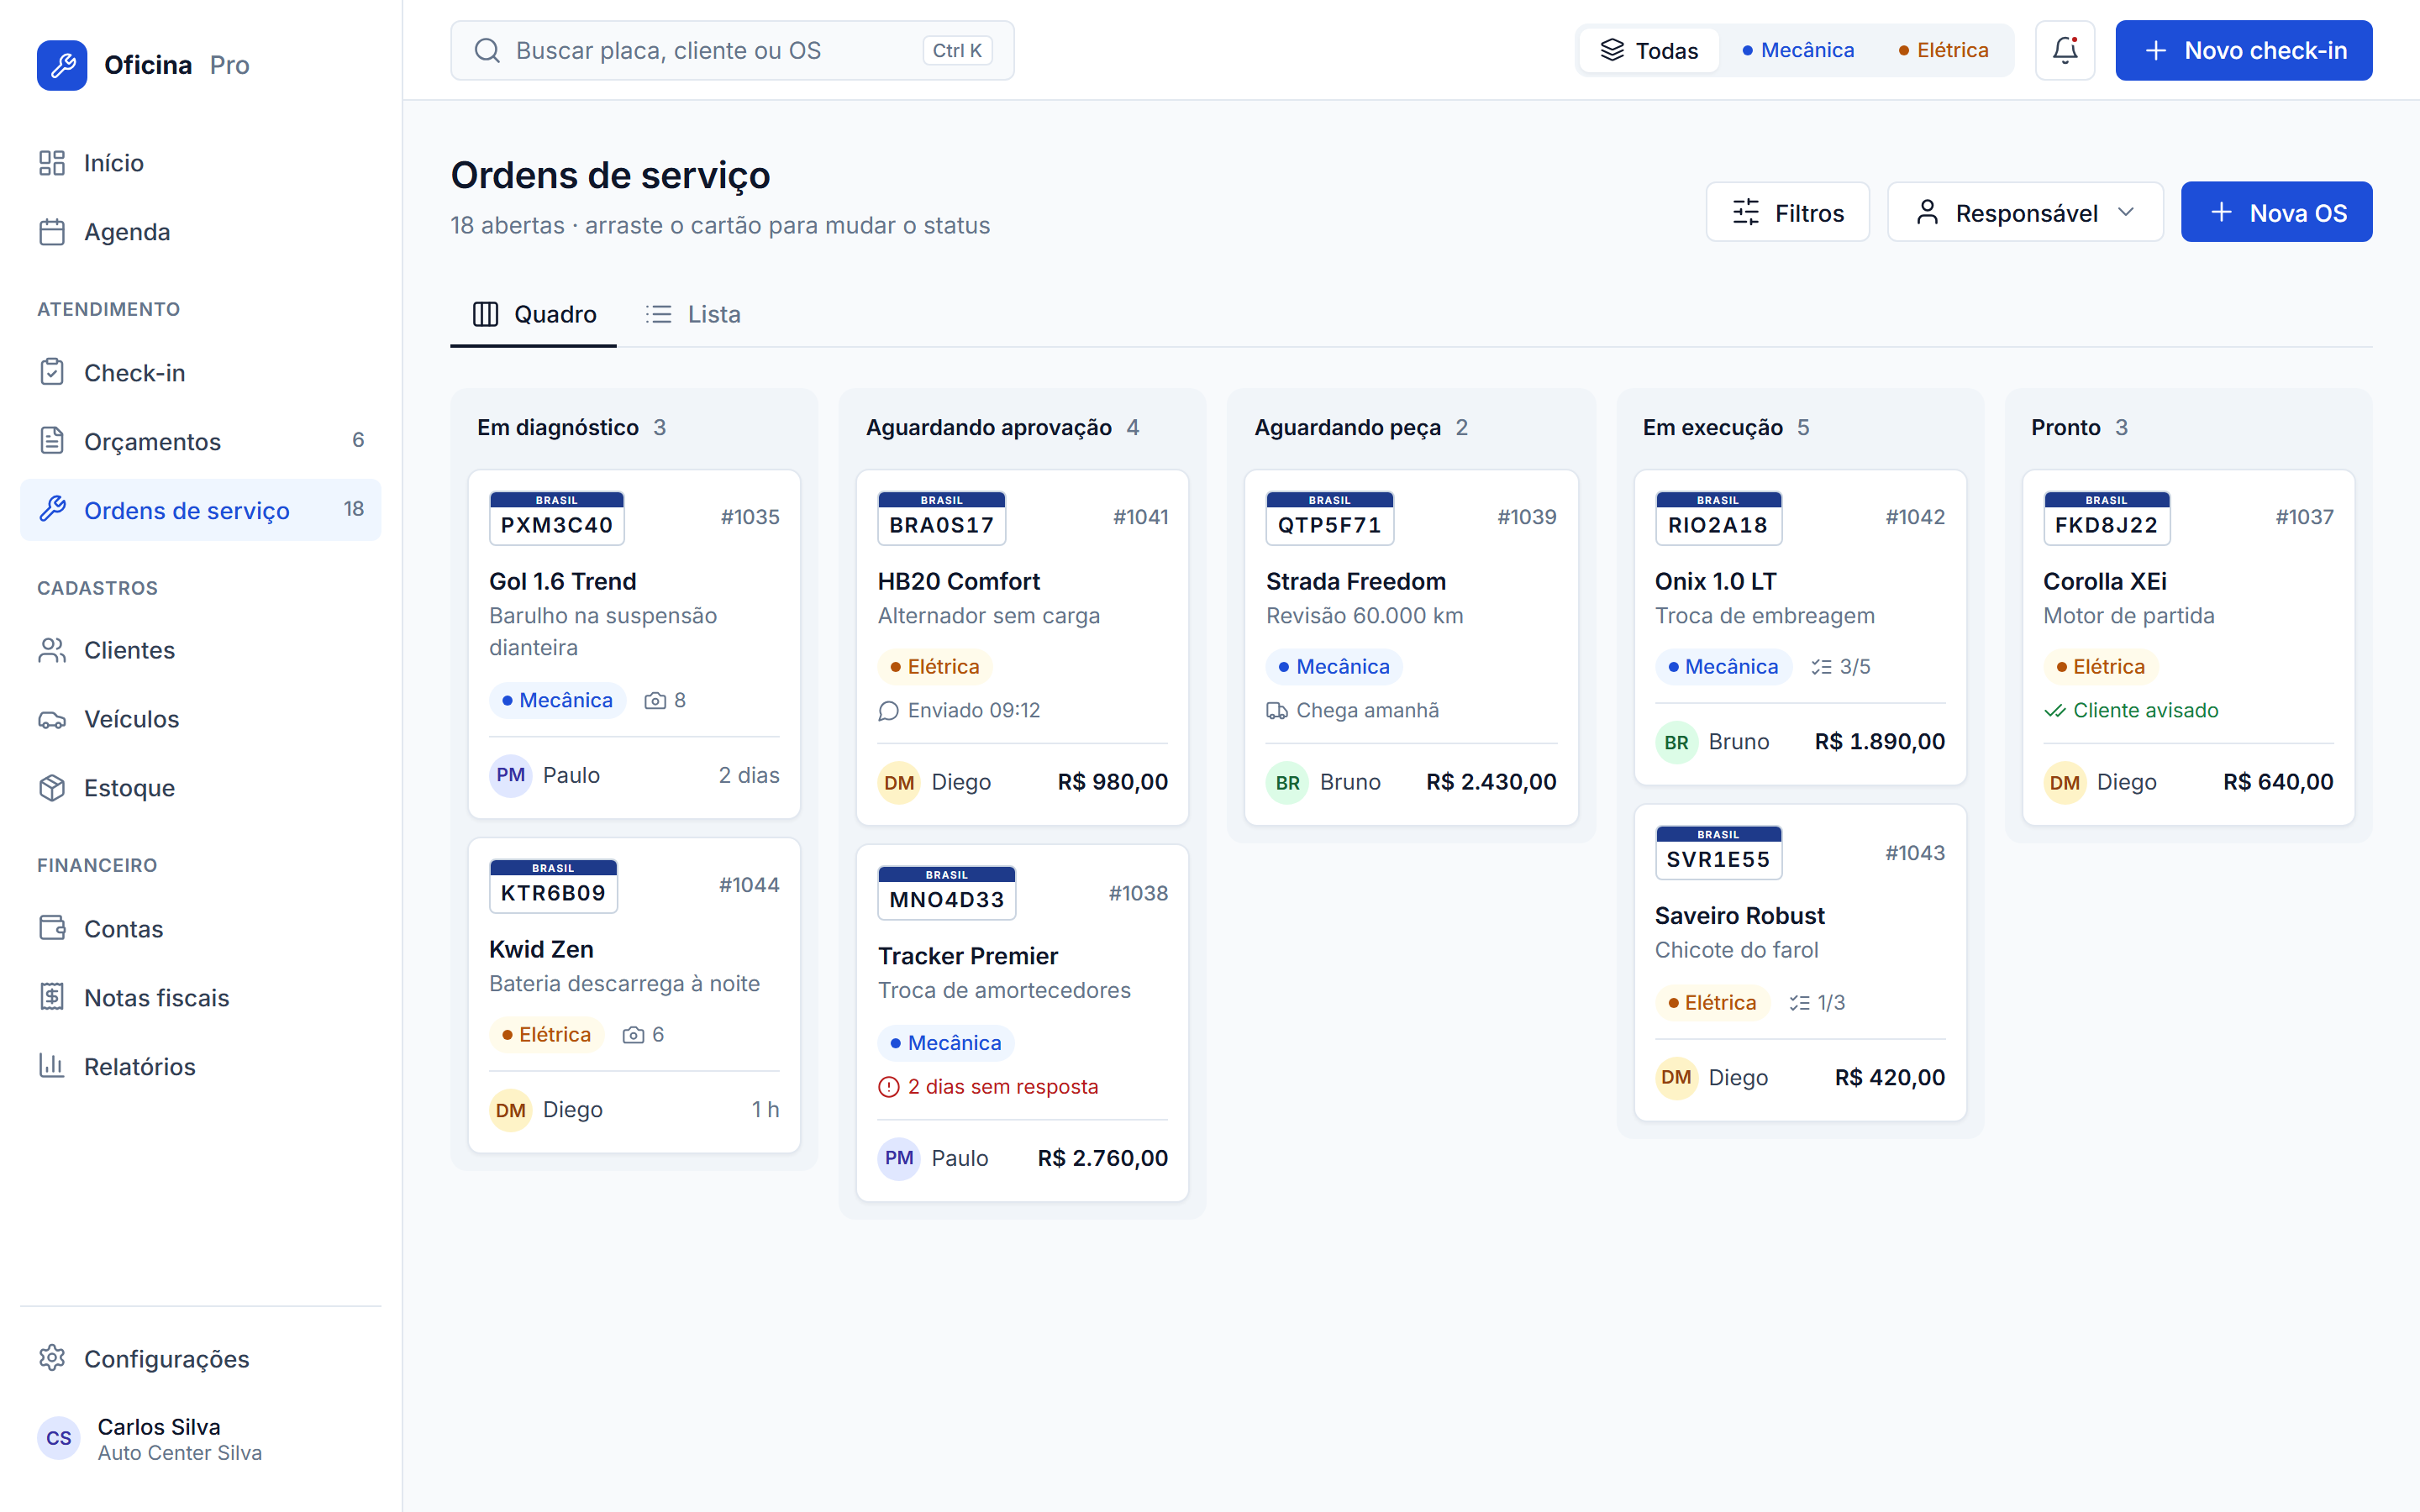 Oficina Pro
Início
Agenda
ATENDIMENTO
Check-in
Orçamentos 6
Ordens de serviço 18
CADASTROS
Clientes
Veículos
Estoque
FINANCEIRO
Contas
Notas fiscais
Relatórios
Configurações
CS
Carlos Silva
Auto Center Silva
Buscar placa, cliente ou OS Ctrl K
Todas Mecânica Elétrica
Novo check-in
Ordens de serviço
18 abertas · arraste o cartão para mudar o status
Filtros Responsável Nova OS
Quadro Lista
Em diagnóstico 3
BRASIL
PXM3C40 #1035
Gol 1.6 Trend
Barulho na suspensão
dianteira
Mecânica 8
PM Paulo 2 dias
BRASIL
KTR6B09 #1044
Kwid Zen
Bateria descarrega à noite
Elétrica 6
DM Diego 1 h
Aguardando aprovação 4
BRASIL
BRA0S17 #1041
HB20 Comfort
Alternador sem carga
Elétrica
Enviado 09:12
DM Diego R$ 980,00
BRASIL
MNO4D33 #1038
Tracker Premier
Troca de amortecedores
Mecânica
2 dias sem resposta
PM Paulo R$ 2.760,00
Aguardando peça 2
BRASIL
QTP5F71 #1039
Strada Freedom
Revisão 60.000 km
Mecânica
Chega amanhã
BR Bruno R$ 2.430,00
Em execução 5
BRASIL
RIO2A18 #1042
Onix 1.0 LT
Troca de embreagem
Mecânica 3/5
BR Bruno R$ 1.890,00
BRASIL
SVR1E55 #1043
Saveiro Robust
Chicote do farol
Elétrica 1/3
DM Diego R$ 420,00
Pronto 3
BRASIL
FKD8J22 #1037
Corolla XEi
Motor de partida
Elétrica
Cliente avisado
DM Diego R$ 640,00